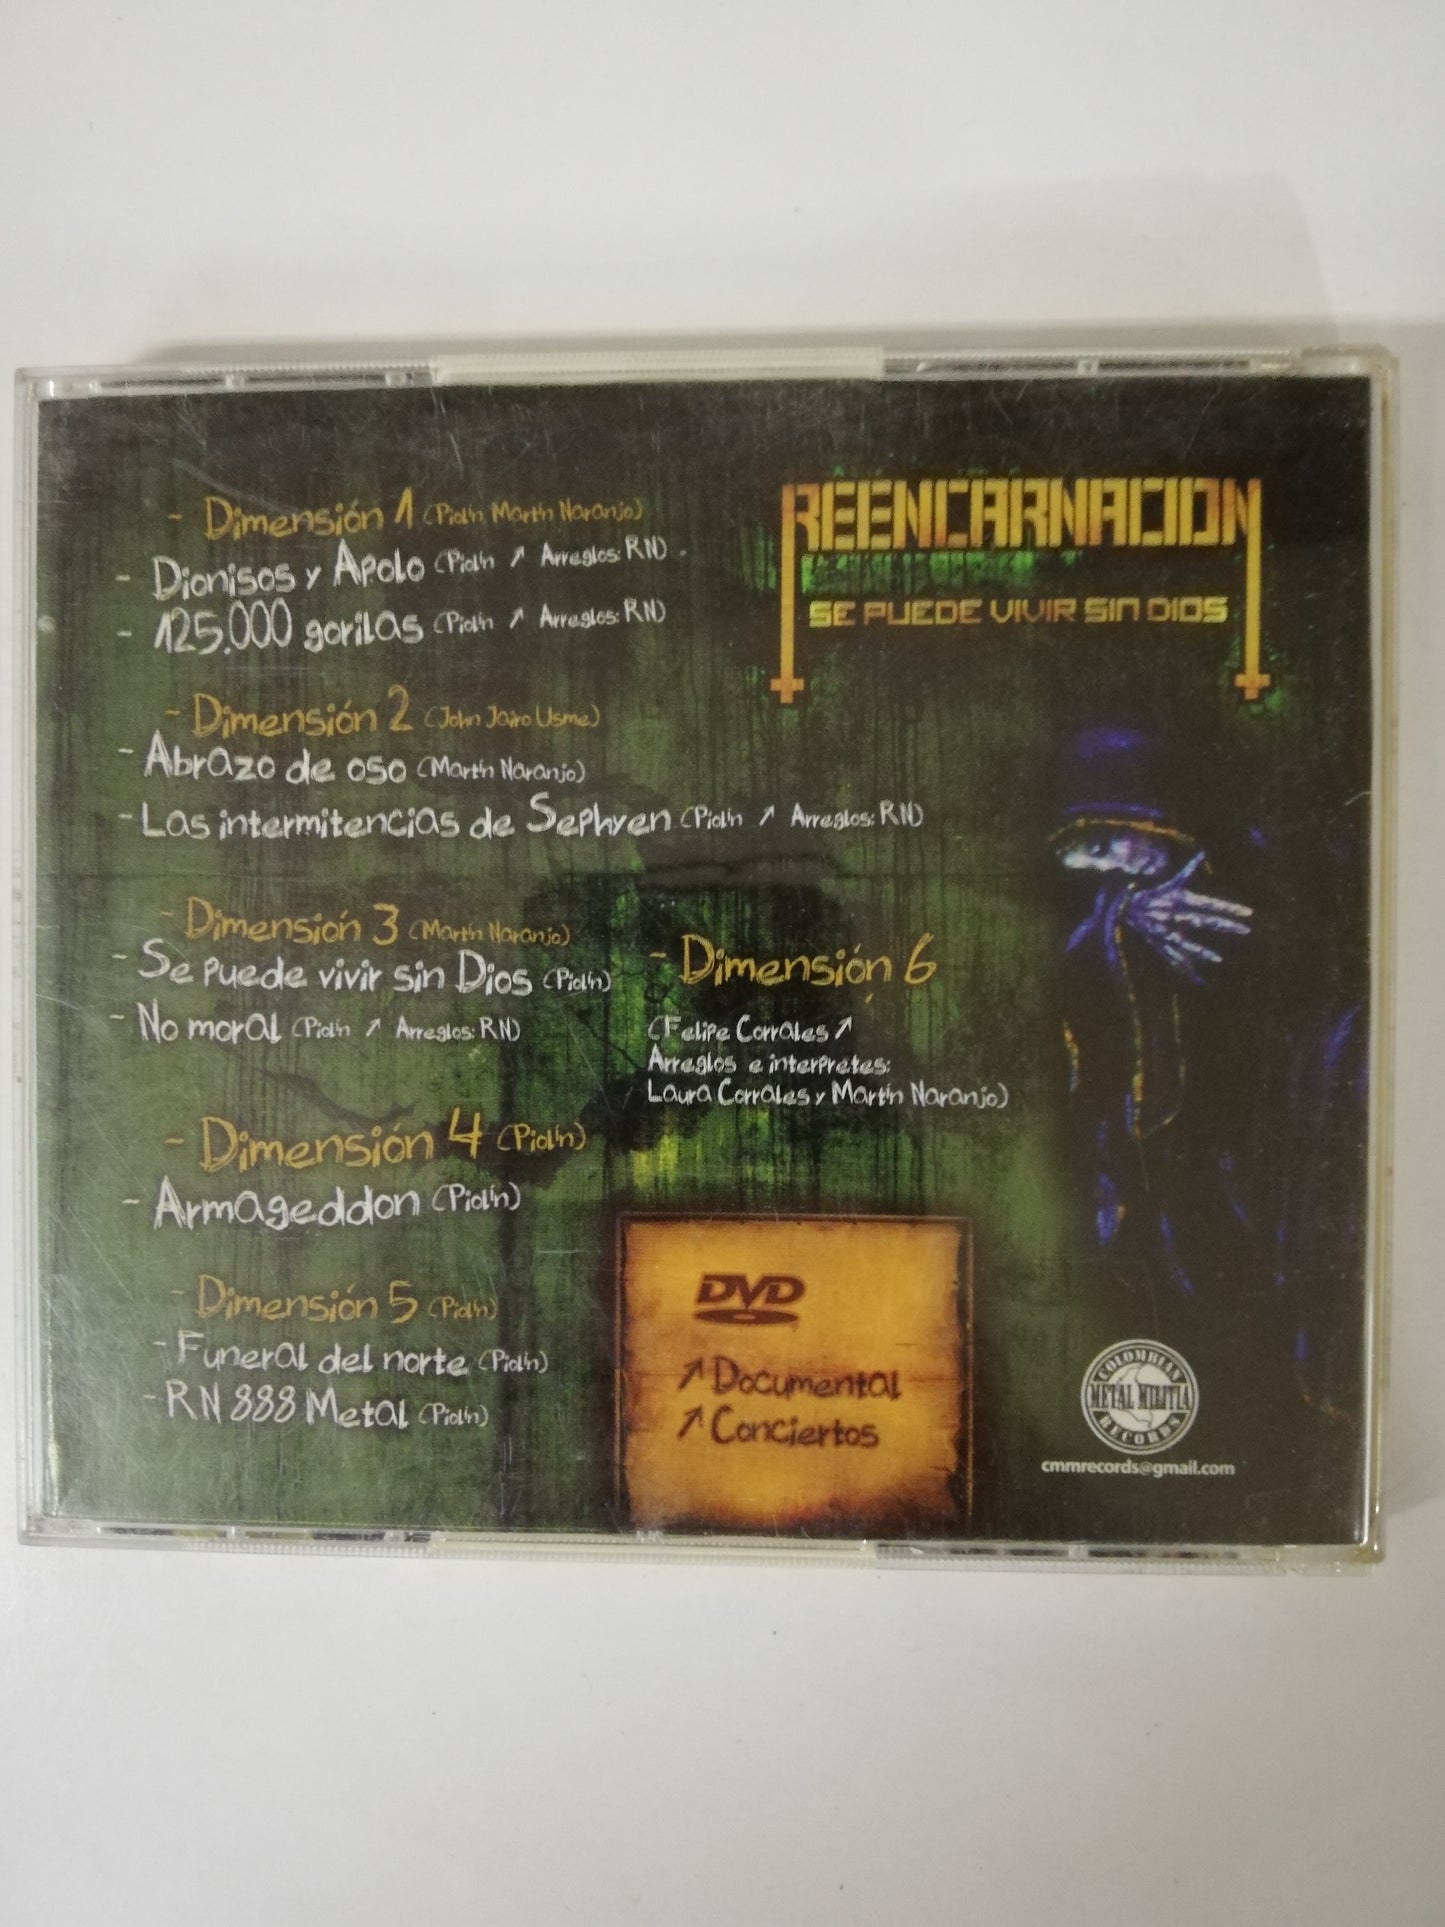 - Dimensión 1 (Piolín, Martín Naranjo)
- Dionisos y Apolo (Piolín ↗ Arreglos: RN)
- 125.000 gorilas (Piolín ↗ Arreglos: RN)
- Dimensión 2 (John Jairo Usme)
- Abrazo de oso (Martín Naranjo)
- Las intermitencias de Sephyen (Piolín ↗ Arreglos: RN)
- Dimensión 3 (Martín Naranjo)
- Se puede vivir sin Dios (Piolín)
- No moral (Piolín ↗ Arreglos: RN)
- Dimensión 4 (Piolín)
- Armageddon (Piolín)
- Dimensión 5 (Piolín)
- Funeral del norte (Piolín)
- RN 888 Metal (Piolín)
- Dimensión 6
(Felipe Corrales ↗
Arreglos e interpretes:
Laura Corrales y Martín Naranjo)
REENCARNACION
SE PUEDE VIVIR SIN DIOS
DVD
↗ Documental
↗ Conciertos
COLOMBIAN
METAL MILITIA
RECORDS
cmmrecords@gmail.com